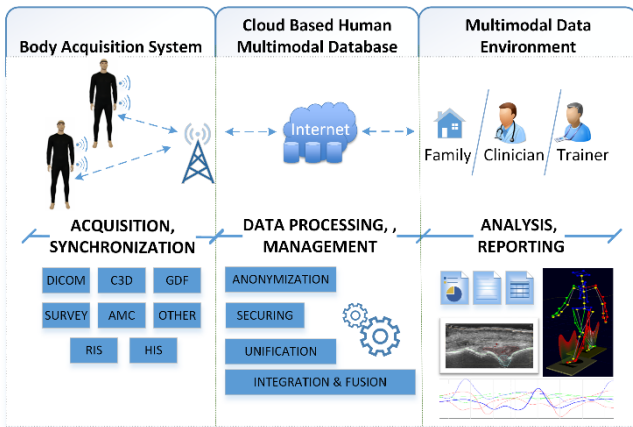 Body Acquisition System
Cloud Based Human
Multimodal Database
Multimodal Data
Environment
Internet
Family
Clinician
Trainer
ACQUISITION,
SYNCHRONIZATION
DATA PROCESSING, ,
MANAGEMENT
ANALYSIS,
REPORTING
DICOM
C3D
GDF
SURVEY
AMC
OTHER
RIS
HIS
ANONYMIZATION
SECURING
UNIFICATION
INTEGRATION & FUSION